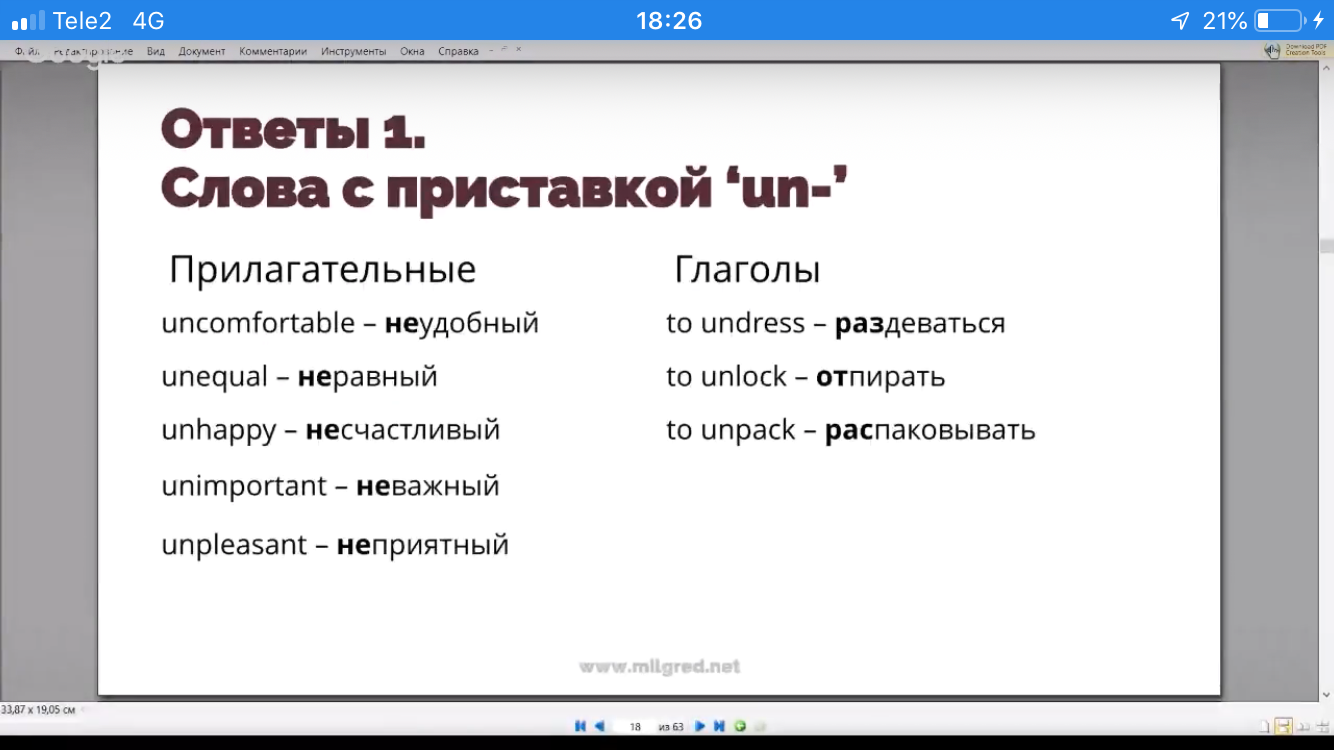 Tele2 4G 18:26 21%
Файл Редактирование Вид Документ Комментарии Инструменты Окна Справка
Download PDF
Creation Tools
Google
Ответы 1.
Слова с приставкой ‘un-’
Прилагательные
uncomfortable – неудобный
unequal – неравный
unhappy – несчастливый
unimportant – неважный
unpleasant – неприятный
Глаголы
to undress – раздеваться
to unlock – отпирать
to unpack – распаковывать
www.milgred.net
33,87 x 19,05 см
18 из 63